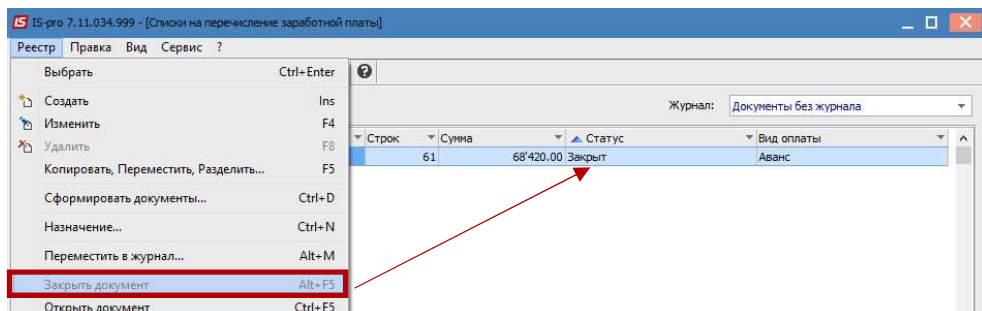 IS-pro 7.11.034.999 - [Списки на перечисление заработной платы]
Реестр Правка Вид Сервис ?
Выбрать Ctrl+Enter
Создать Ins
Журнал: Документы без журнала
Изменить F4
Удалить F8
Строк Сумма Статус Вид оплаты
61 68'420.00 Закрыт Аванс
Копировать, Переместить, Разделить... F5
Сформировать документы... Ctrl+D
Назначение... Ctrl+N
Переместить в журнал... Alt+M
Закрыть документ Alt+F5
Открыть документ Ctrl+F5